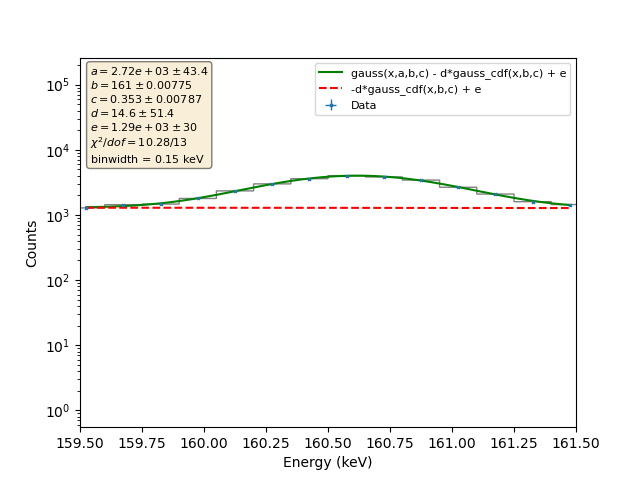 a = 2.72e + 03 ± 43.4
b = 161 ± 0.00775
c = 0.353 ± 0.00787
d = 14.6 ± 51.4
e = 1.29e + 03 ± 30
χ²/dof = 10.28/13
binwidth = 0.15 keV
gauss(x,a,b,c) - d*gauss_cdf(x,b,c) + e
-d*gauss_cdf(x,b,c) + e
Data
10⁵
10⁴
10³
10²
10¹
10⁰
Counts
159.50 159.75 160.00 160.25 160.50 160.75 161.00 161.25 161.50
Energy (keV)